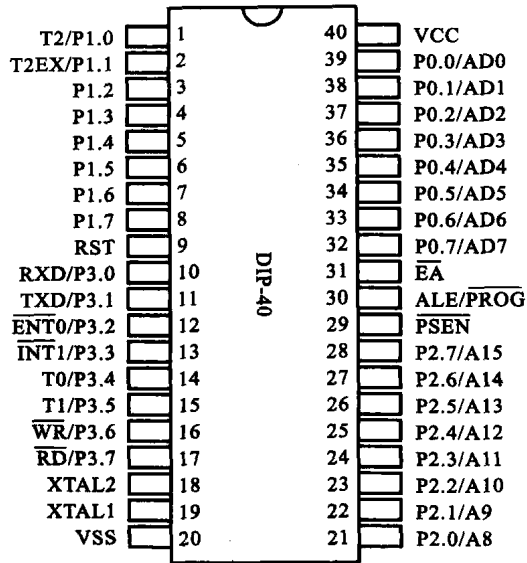 T2/P1.0 1 40 VCC
T2EX/P1.1 2 39 P0.0/AD0
P1.2 3 38 P0.1/AD1
P1.3 4 37 P0.2/AD2
P1.4 5 36 P0.3/AD3
P1.5 6 35 P0.4/AD4
P1.6 7 34 P0.5/AD5
P1.7 8 33 P0.6/AD6
RST 9 32 P0.7/AD7
RXD/P3.0 10 31 E̅A̅
TXD/P3.1 11 30 ALE/P̅R̅O̅G̅
E̅N̅T̅0/P3.2 12 29 P̅S̅E̅N̅
I̅N̅T̅1/P3.3 13 28 P2.7/A15
T0/P3.4 14 27 P2.6/A14
T1/P3.5 15 26 P2.5/A13
W̅R̅/P3.6 16 25 P2.4/A12
R̅D̅/P3.7 17 24 P2.3/A11
XTAL2 18 23 P2.2/A10
XTAL1 19 22 P2.1/A9
VSS 20 21 P2.0/A8
DIP-40